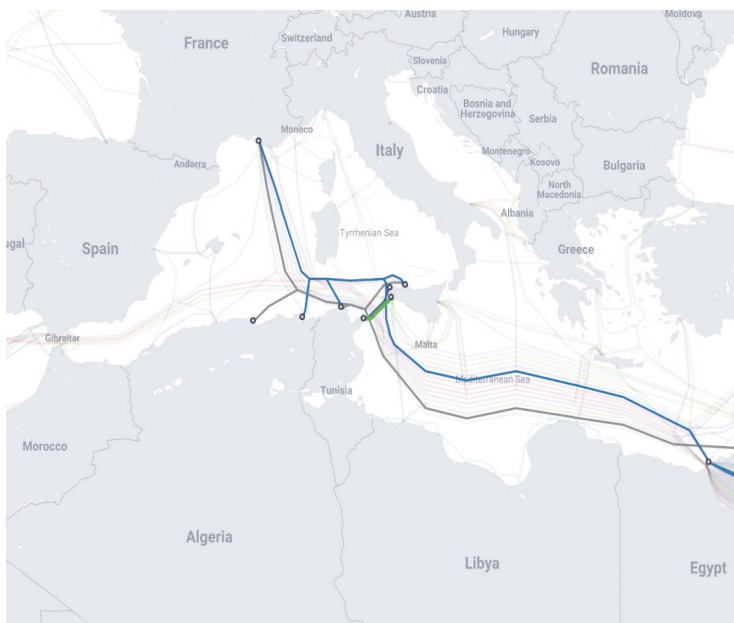 Austria
Moldova
France
Switzerland
Hungary
Slovenia
Romania
Croatia
Bosnia and
Herzegovina
Serbia
Monaco
Italy
Montenegro
Kosovo
Bulgaria
Andorra
North
Macedonia
Albania
Tyrrhenian Sea
ugal
Spain
Greece
Gibraltar
Malta
Mediterranean Sea
Tunisia
Morocco
Algeria
Libya
Egypt